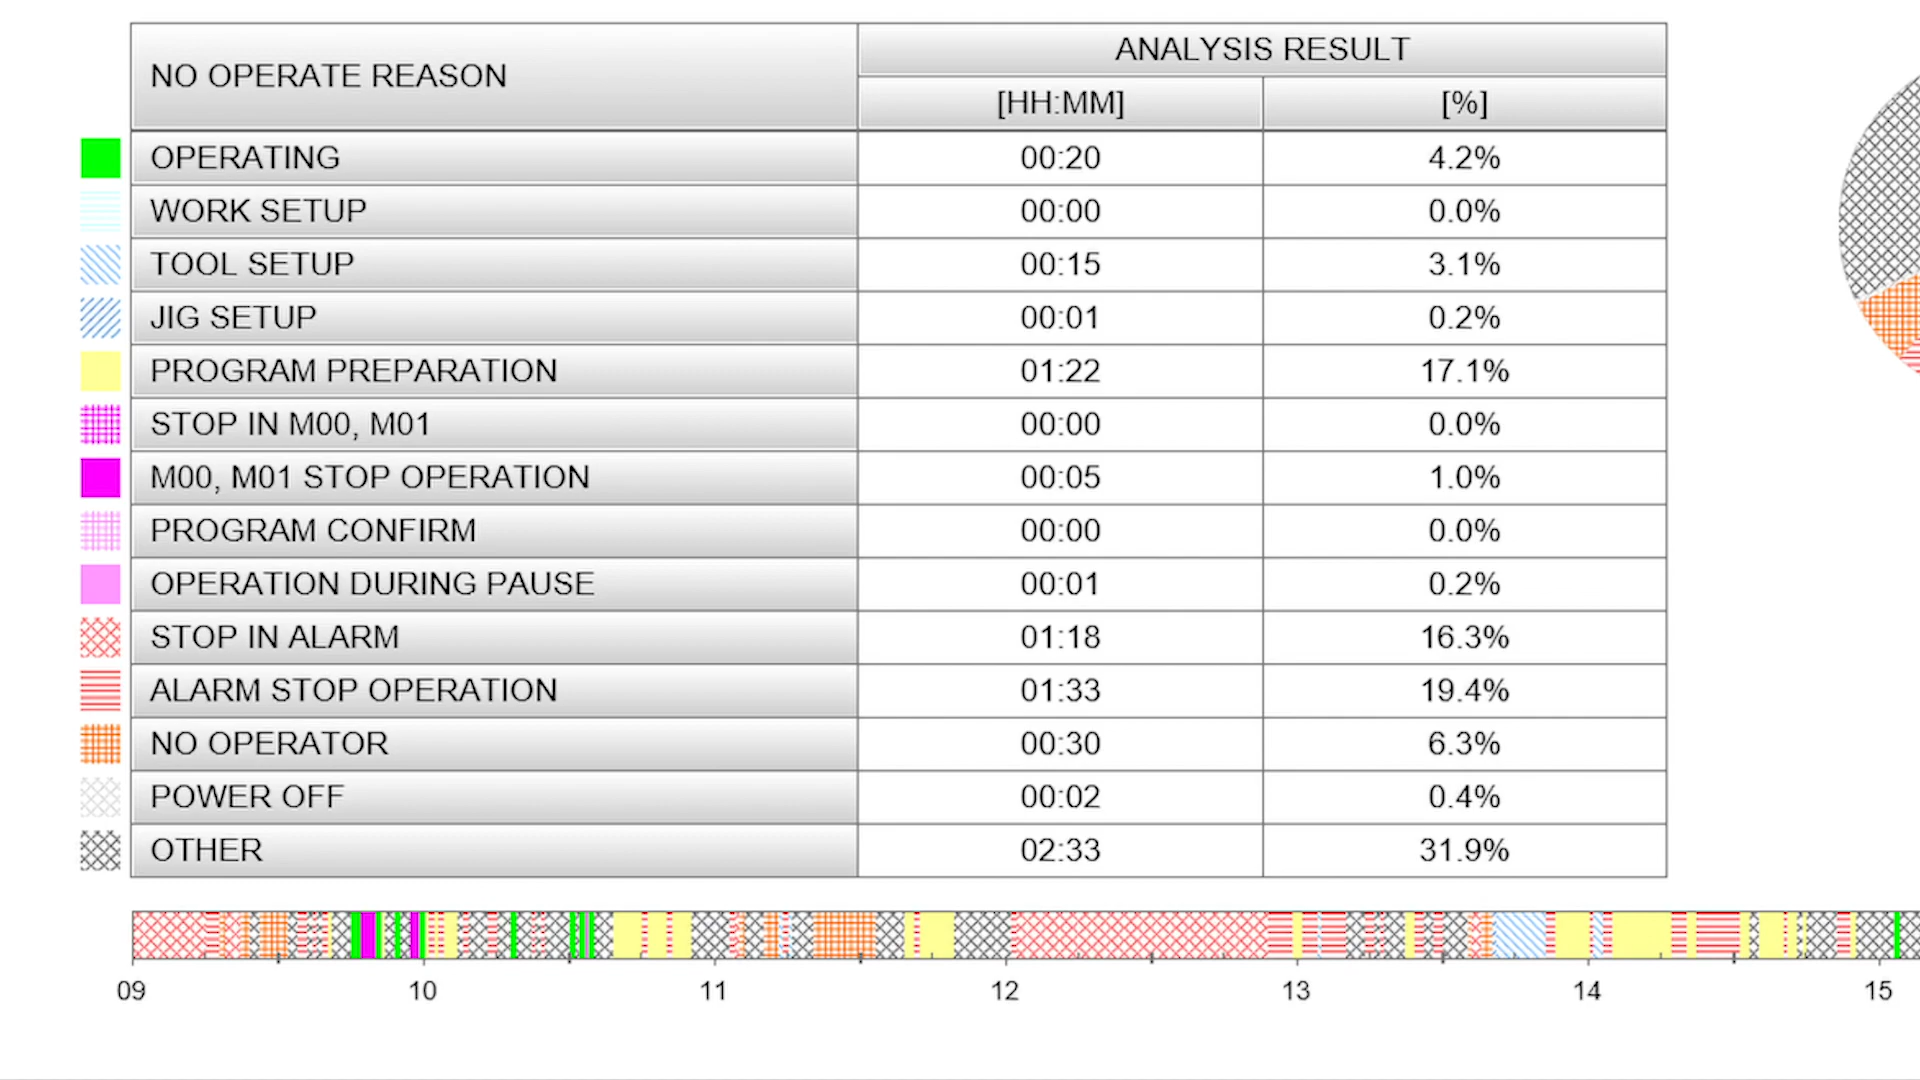 NO OPERATE REASON
ANALYSIS RESULT
[HH:MM] [%]
OPERATING 00:20 4.2%
WORK SETUP 00:00 0.0%
TOOL SETUP 00:15 3.1%
JIG SETUP 00:01 0.2%
PROGRAM PREPARATION 01:22 17.1%
STOP IN M00, M01 00:00 0.0%
M00, M01 STOP OPERATION 00:05 1.0%
PROGRAM CONFIRM 00:00 0.0%
OPERATION DURING PAUSE 00:01 0.2%
STOP IN ALARM 01:18 16.3%
ALARM STOP OPERATION 01:33 19.4%
NO OPERATOR 00:30 6.3%
POWER OFF 00:02 0.4%
OTHER 02:33 31.9%
09 10 11 12 13 14 15